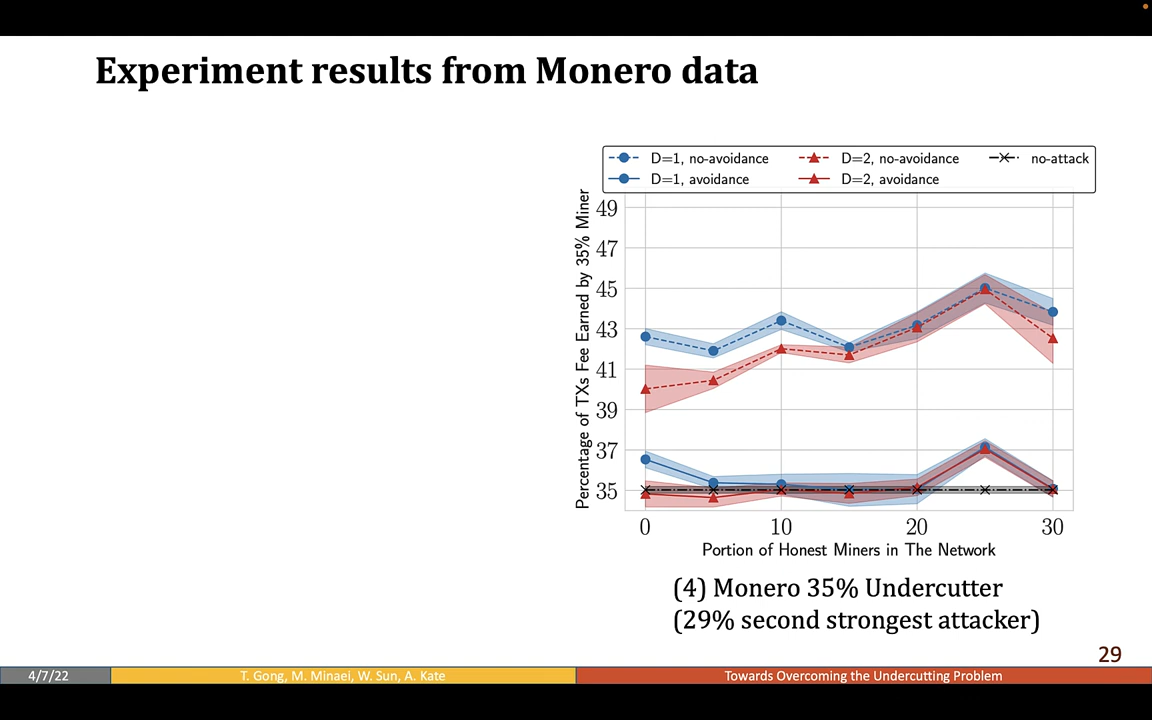 Experiment results from Monero data
D=1, no-avoidance
D=2, no-avoidance
no-attack
D=1, avoidance
D=2, avoidance
Percentage of TXs Fee Earned by 35% Miner
49
47
45
43
41
39
37
35
0
10
20
30
Portion of Honest Miners in The Network
(4) Monero 35% Undercutter
(29% second strongest attacker)
29
4/7/22
T. Gong, M. Minaei, W. Sun, A. Kate
Towards Overcoming the Undercutting Problem